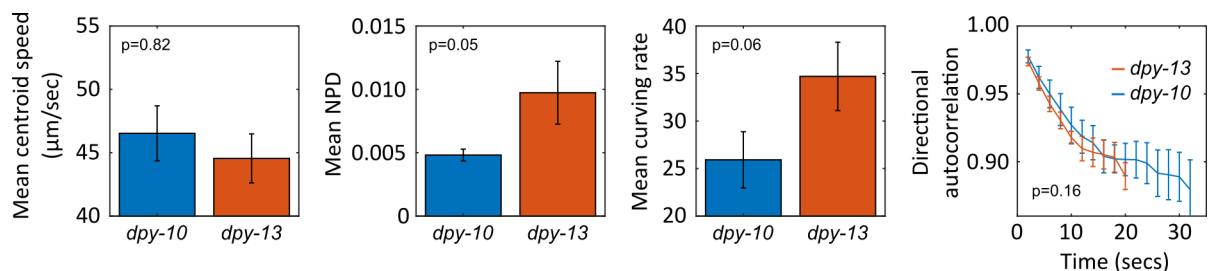 Mean centroid speed
(µm/sec)
55
50
45
40
p=0.82
dpy-10
dpy-13
Mean NPD
0.015
0.010
0.005
0
p=0.05
dpy-10
dpy-13
Mean curving rate
40
35
30
25
20
p=0.06
dpy-10
dpy-13
Directional
autocorrelation
1.00
0.95
0.90
dpy-13
dpy-10
p=0.16
0
10
20
30
Time (secs)